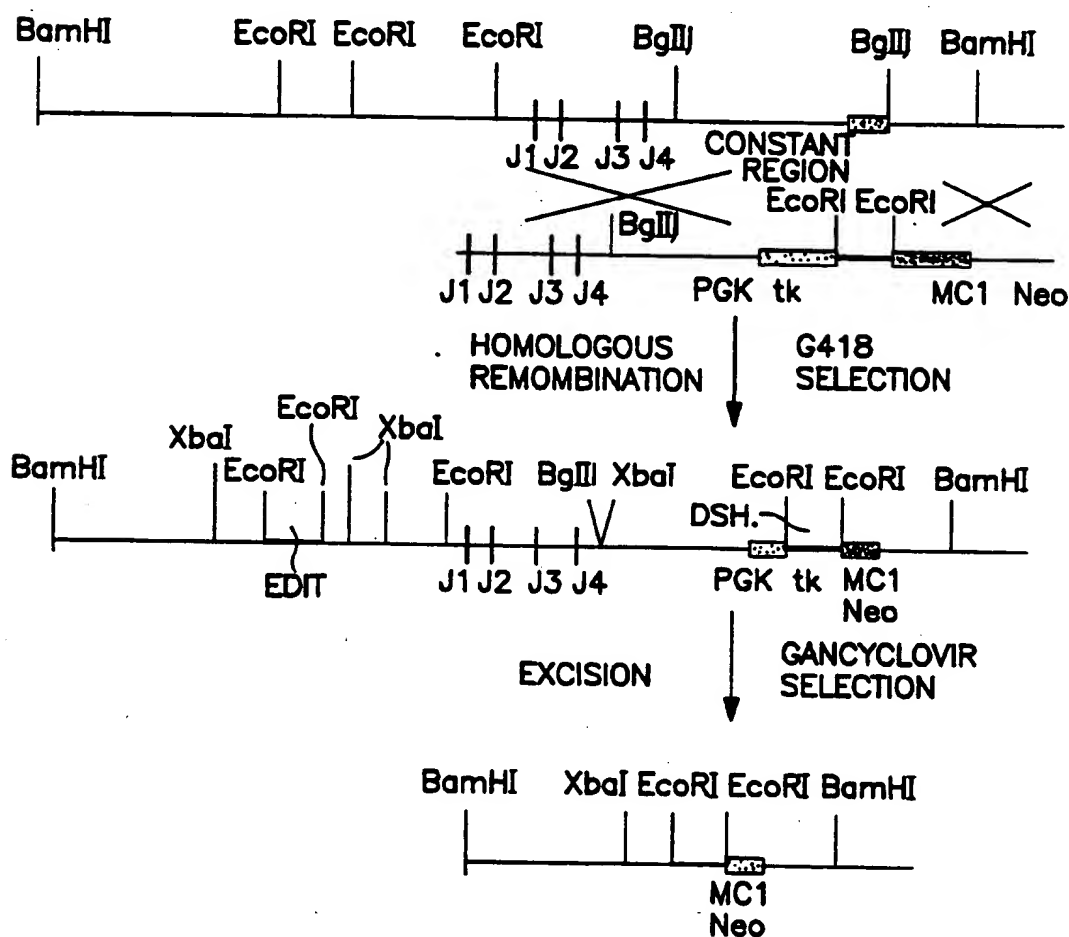 BamHI EcoRI EcoRI EcoRI BglII BglII BamHI
J1 J2 J3 J4 CONSTANT
REGION
EcoRI EcoRI
BglII
J1 J2 J3 J4 PGK tk MC1 Neo
HOMOLOGOUS G418
REMOMBINATION SELECTION
EcoRI
XbaI XbaI
BamHI EcoRI EcoRI BglII XbaI EcoRI EcoRI BamHI
DSH.
EDIT J1 J2 J3 J4 PGK tk MC1
Neo
EXCISION GANCYCLOVIR
SELECTION
BamHI XbaI EcoRI EcoRI BamHI
MC1
Neo